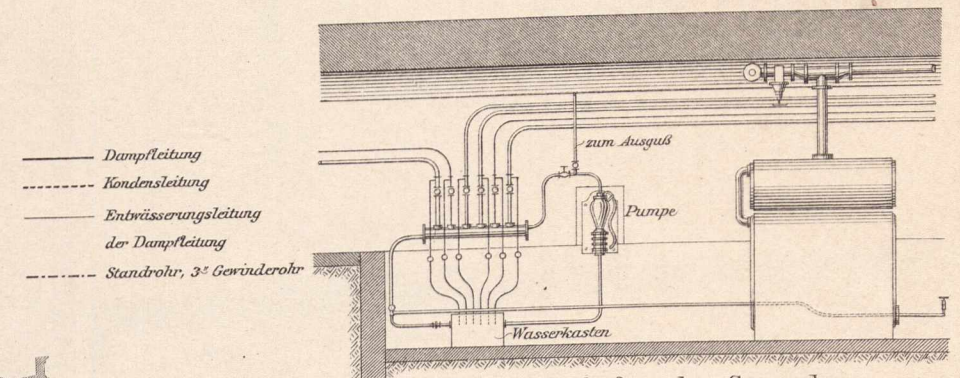 Dampfleitung
Kondensleitung
Entwässerungsleitung
der Dampfleitung
Standrohr, 3" Gewinderohr
zum Ausguß
Pumpe
Wasserkasten